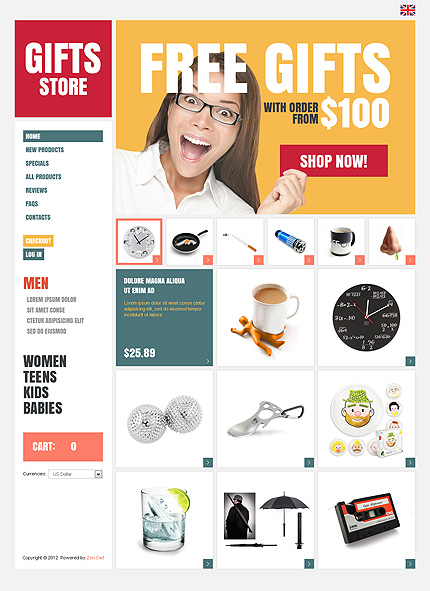 GIFTS
STORE
FREE GIFTS
WITH ORDER
FROM $100
SHOP NOW!
HOME
NEW PRODUCTS
SPECIALS
ALL PRODUCTS
REVIEWS
FAQS
CONTACTS
CHECKOUT
LOG IN
MEN
LOREM IPSUM DOLOR
SIT AMET CONSE
CTETUR ADIPISICING ELIT
SED DO EIUSMOD
WOMEN
TEENS
KIDS
BABIES
CART: 0
Currencies: US Dollar
DOLORE MAGNA ALIQUA
UT ENIM AD
Lorem ipsum dolor sit amet conse ctetur
adipisicing elit, sed do eiusmod tempor
incididunt ut labore
$25.89
Copyright © 2012. Powered by Zen Cart